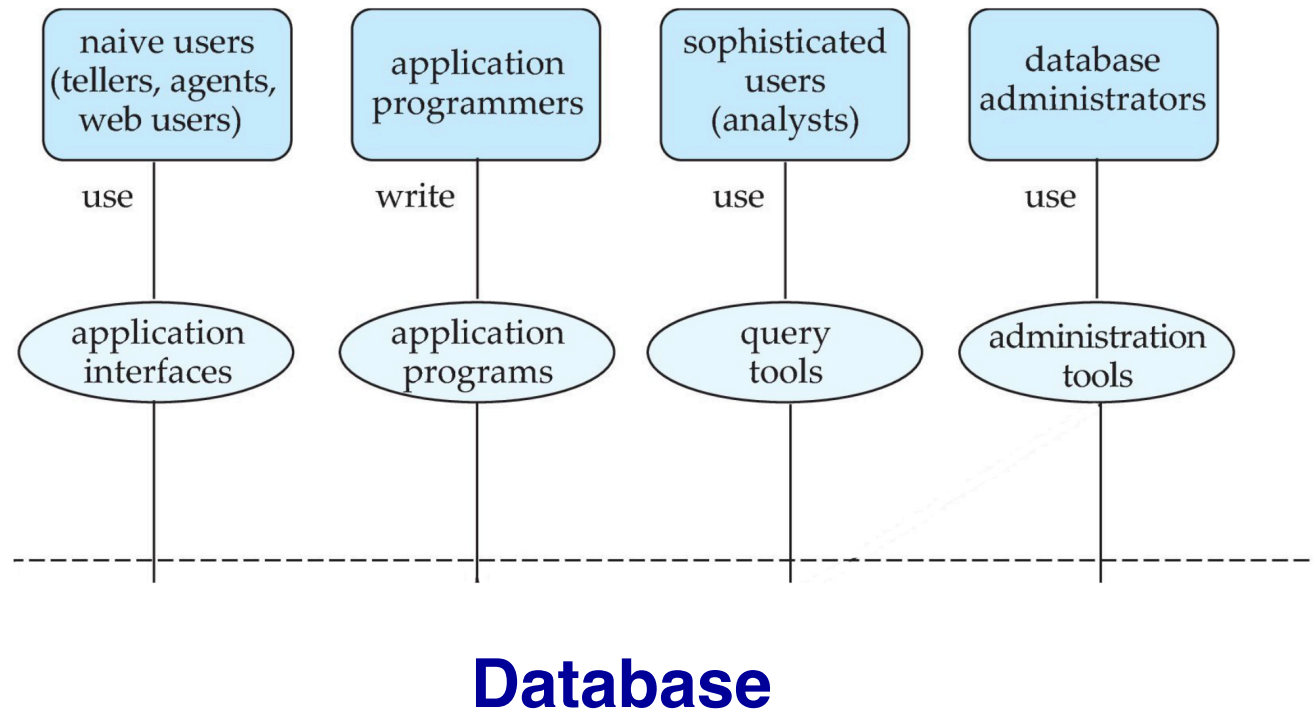 naive users
(tellers, agents,
web users)
application
programmers
sophisticated
users
(analysts)
database
administrators
use
write
use
use
application
interfaces
application
programs
query
tools
administration
tools
Database